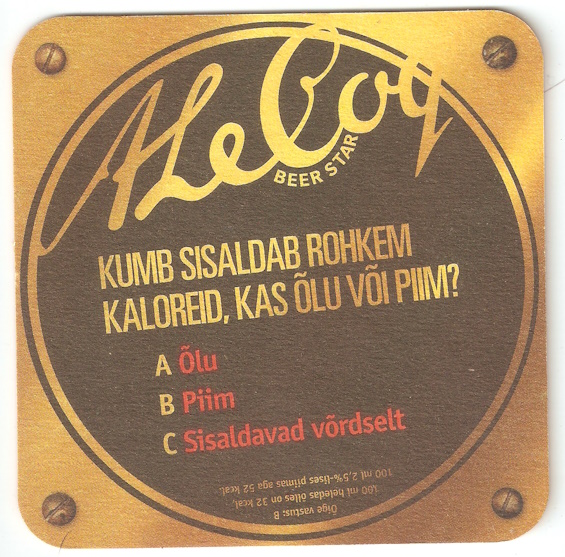 ALeCoq
BEER STAR
KUMB SISALDAB ROHKEM
KALOREID, KAS ÕLU VÕI PIIM?
A Õlu
B Piim
C Sisaldavad võrdselt
Õige vastus: B
100 ml heledas õlles on 32 kcal,
100 ml 2,5%-lises piimas aga 52 kcal.